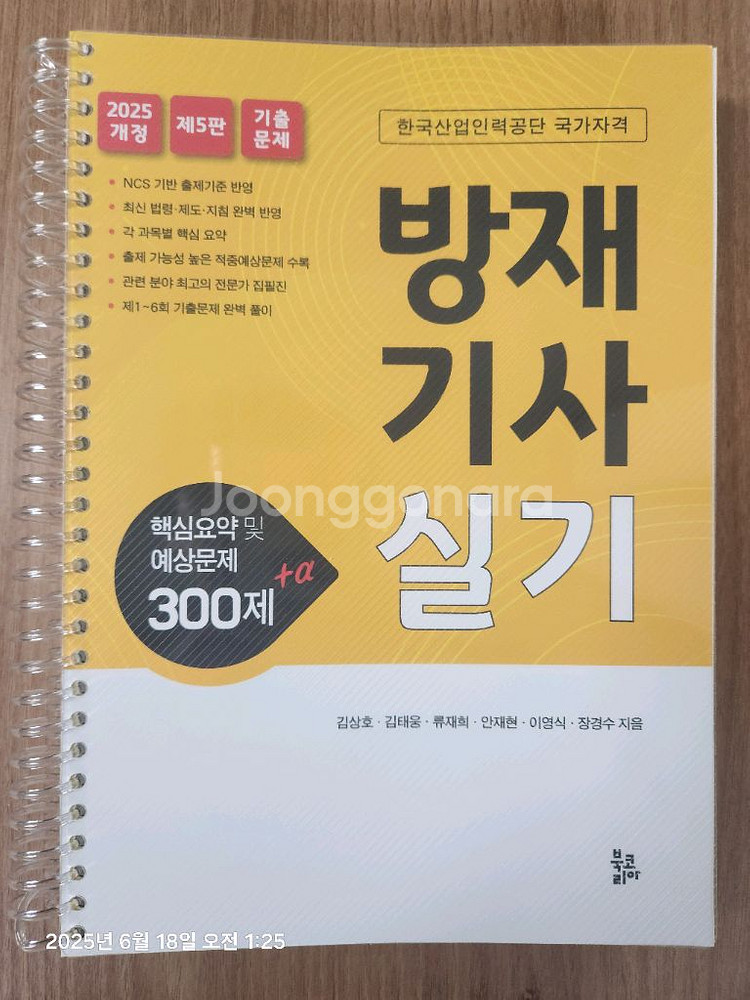 2025
개정
제5판
기출
문제
한국산업인력공단 국가자격
• NCS 기반 출제기준 반영
• 최신 법령·제도·지침 완벽 반영
• 각 과목별 핵심 요약
• 출제 가능성 높은 적중예상문제 수록
• 관련 분야 최고의 전문가 집필진
• 제1~6회 기출문제 완벽 풀이
방재
기사
실기
Joonggonara
핵심요약 및
예상문제
300제
+α
김상호 · 김태웅 · 류재희 · 안재현 · 이영식 · 장경수 지음
북코
리아
2025년 6월 18일 오전 1:25